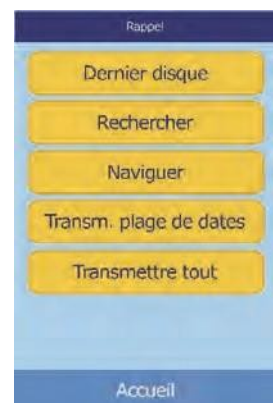 Rappel
Dernier disque
Rechercher
Naviguer
Transm. plage de dates
Transmettre tout
Accueil